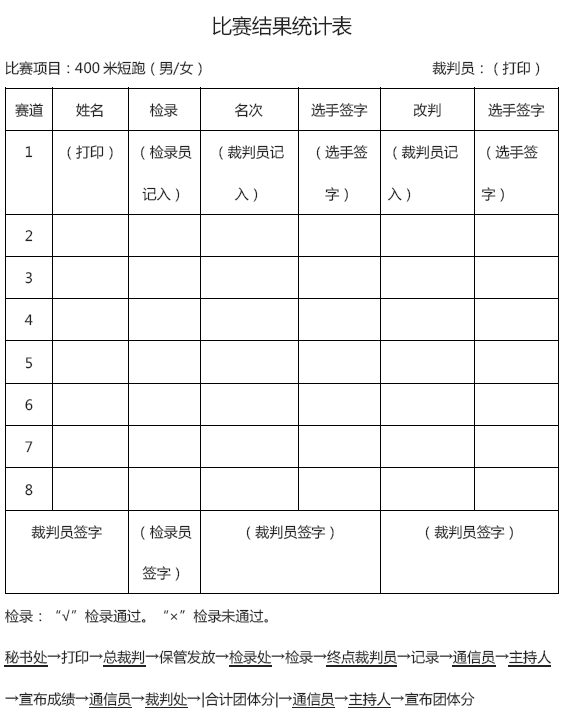 比赛结果统计表
比赛项目：400 米短跑（男/女） 裁判员：（打印）
赛道 姓名 检录 名次 选手签字 改判 选手签字
1 （打印） （检录员 （裁判员记 （选手签 （裁判员记 （选手签
记入） 入） 字） 入） 字）
2
3
4
5
6
7
8
裁判员签字 （检录员 （裁判员签字） （裁判员签字）
签字）
检录：“√”检录通过。“×”检录未通过。
秘书处→打印→总裁判→保管发放→检录处→检录→终点裁判员→记录→通信员→主持人
→宣布成绩→通信员→裁判处→|合计团体分|→通信员→主持人→宣布团体分